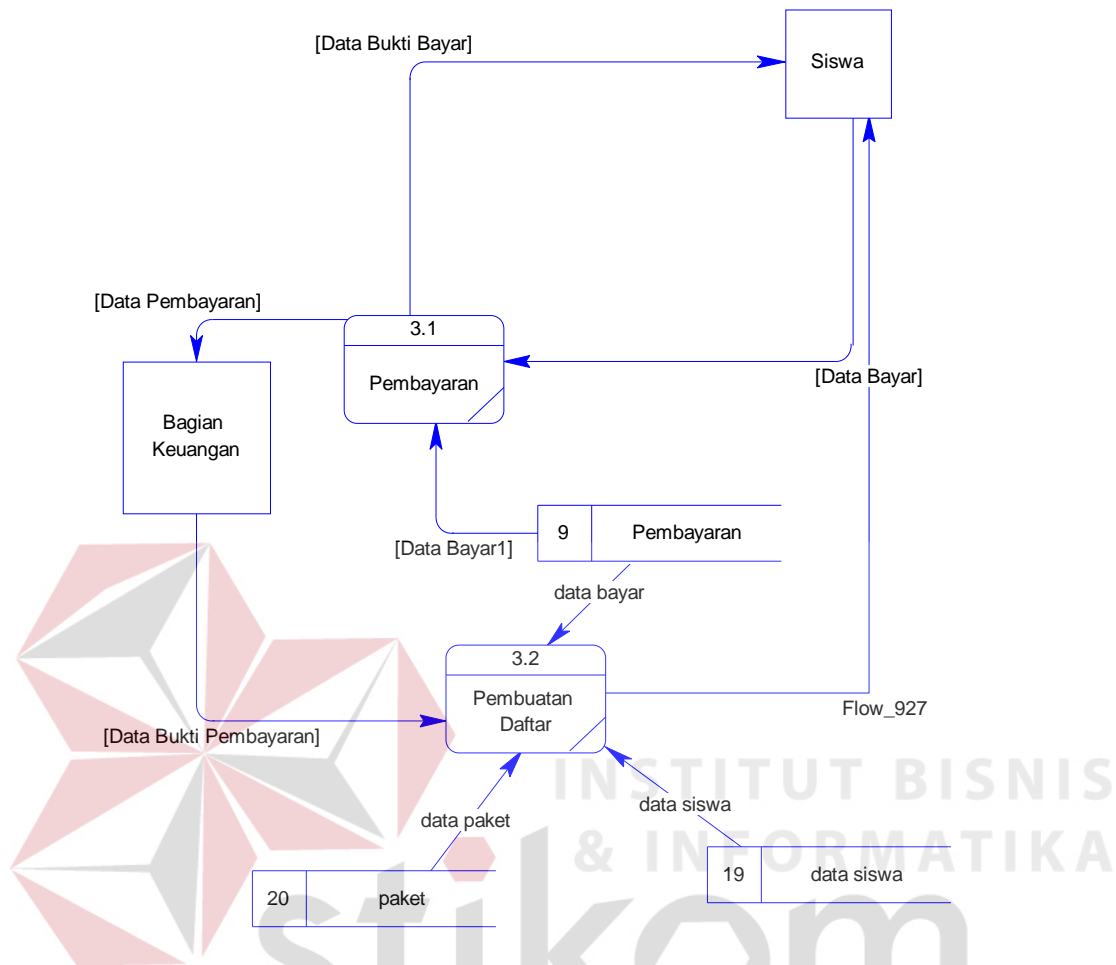 [Data Bukti Bayar]
Siswa
[Data Pembayaran]
3.1
Pembayaran
[Data Bayar]
Bagian
Keuangan
9
Pembayaran
[Data Bayar1]
data bayar
3.2
Pembuatan
Daftar
Flow_927
[Data Bukti Pembayaran]
INSTITUT BISNIS
data siswa
data paket
& INFORMATIKA
19
data siswa
20
paket
stikom